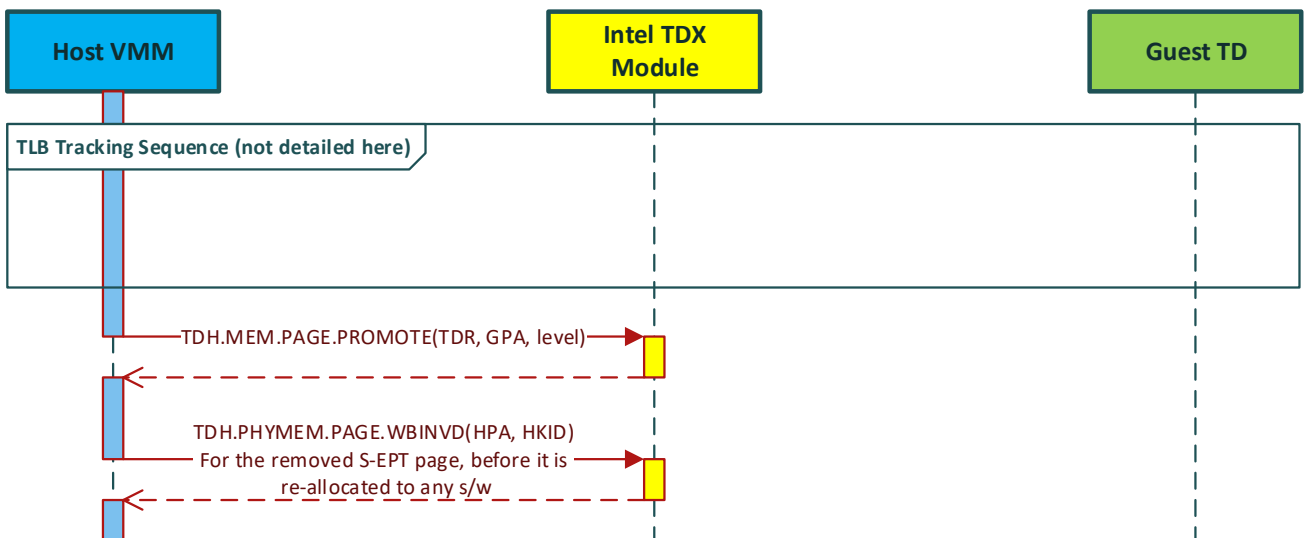 Host VMM
Intel TDX
Module
Guest TD
TLB Tracking Sequence (not detailed here)
TDH.MEM.PAGE.PROMOTE(TDR, GPA, level)
TDH.PHYMEM.PAGE.WBINVD(HPA, HKID)
For the removed S-EPT page, before it is
re-allocated to any s/w